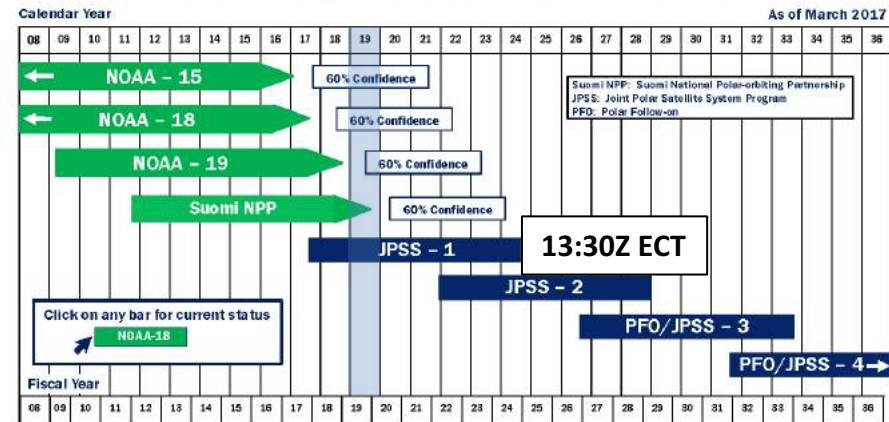 Calendar Year As of March 2017
08 09 10 11 12 13 14 15 16 17 18 19 20 21 22 23 24 25 26 27 28 29 30 31 32 33 34 35 36
NOAA – 15
60% Confidence
Suomi NPP: Suomi National Polar-orbiting Partnership
JPSS: Joint Polar Satellite System Program
PFO: Polar Follow-on
NOAA – 18
60% Confidence
NOAA – 19
60% Confidence
Suomi NPP
60% Confidence
JPSS – 1
13:30Z ECT
JPSS – 2
Click on any bar for current status
NOAA-18
PFO/JPSS – 3
PFO/JPSS – 4
Fiscal Year
08 09 10 11 12 13 14 15 16 17 18 19 20 21 22 23 24 25 26 27 28 29 30 31 32 33 34 35 36